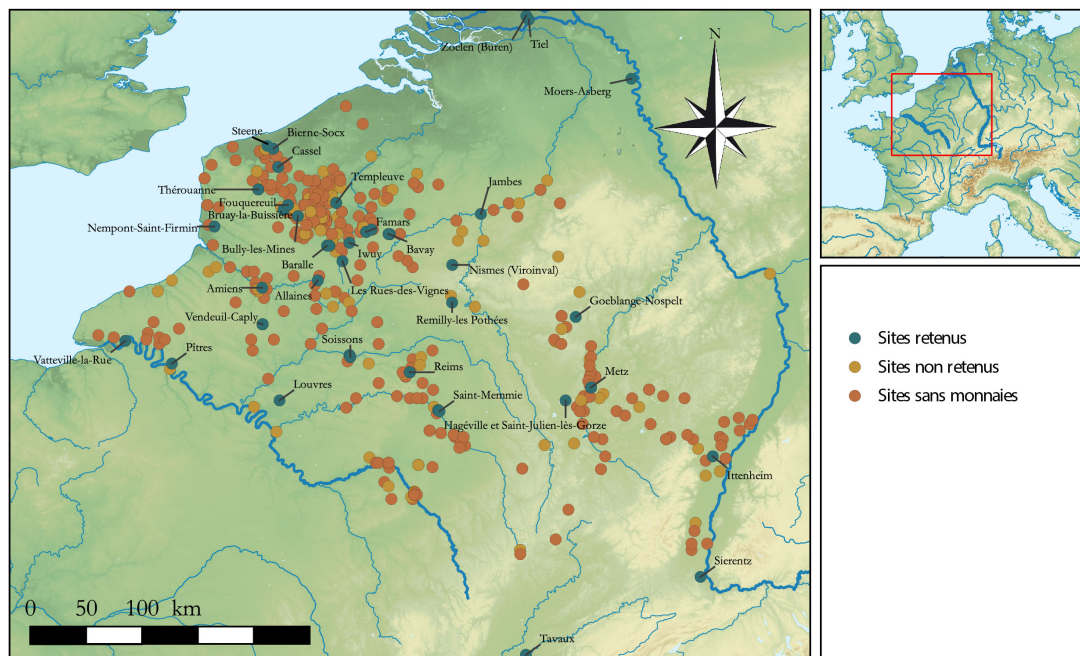 Zoelen (Buren)
Tiel
N
Moers-Asberg
Steene
Bierne-Socx
Cassel
Thérouanne
Templeuve
Jambes
Fouquereuil
Bruay-la-Buissière
Nempont-Saint-Firmin
Famars
Bully-les-Mines
Iwuy
Bavay
Baralle
Nismes (Viroinval)
Amiens
Allaines
Les Rues-des-Vignes
Goeblange-Nospelt
Vendeuil-Caply
Remilly-les Pothées
Soissons
Vatteville-la-Rue
Pîtres
Reims
Metz
Louvres
Saint-Memmie
Hagéville et Saint-Julien-lès-Gorze
Ittenheim
Sierentz
Tavaux
0 50 100 km
Sites retenus
Sites non retenus
Sites sans monnaies